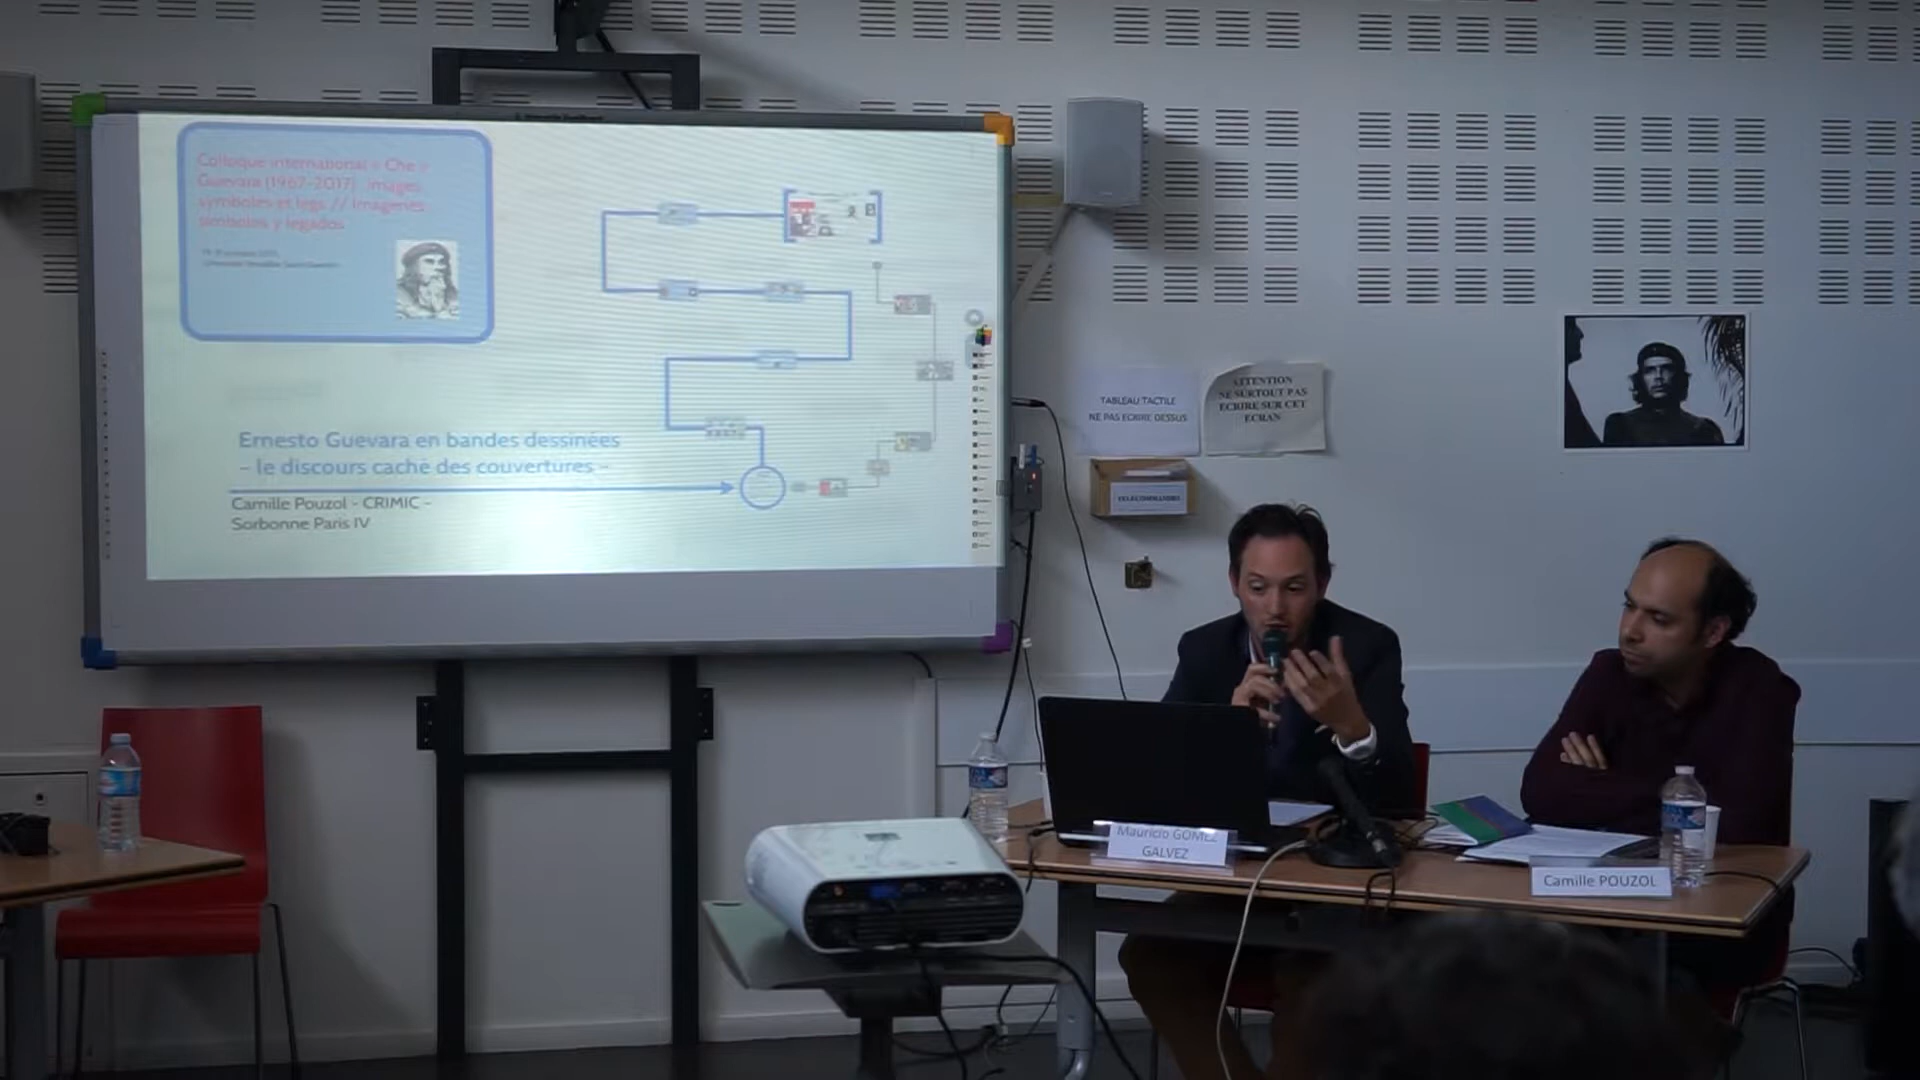 Colloque international « Che »
Guevara (1967-2017) : images,
symboles et legs // Imágenes
símbolos y legados
Ernesto Guevara en bandes dessinées
– le discours caché des couvertures –
Camille Pouzol - CRIMIC -
Sorbonne Paris IV
TABLEAU TACTILE
NE PAS ECRIRE DESSUS
ATTENTION
NE SURTOUT PAS
ECRIRE SUR CET
ECRAN
TELECOMMANDE
Mauricio GOMEZ
GALVEZ
Camille POUZOL